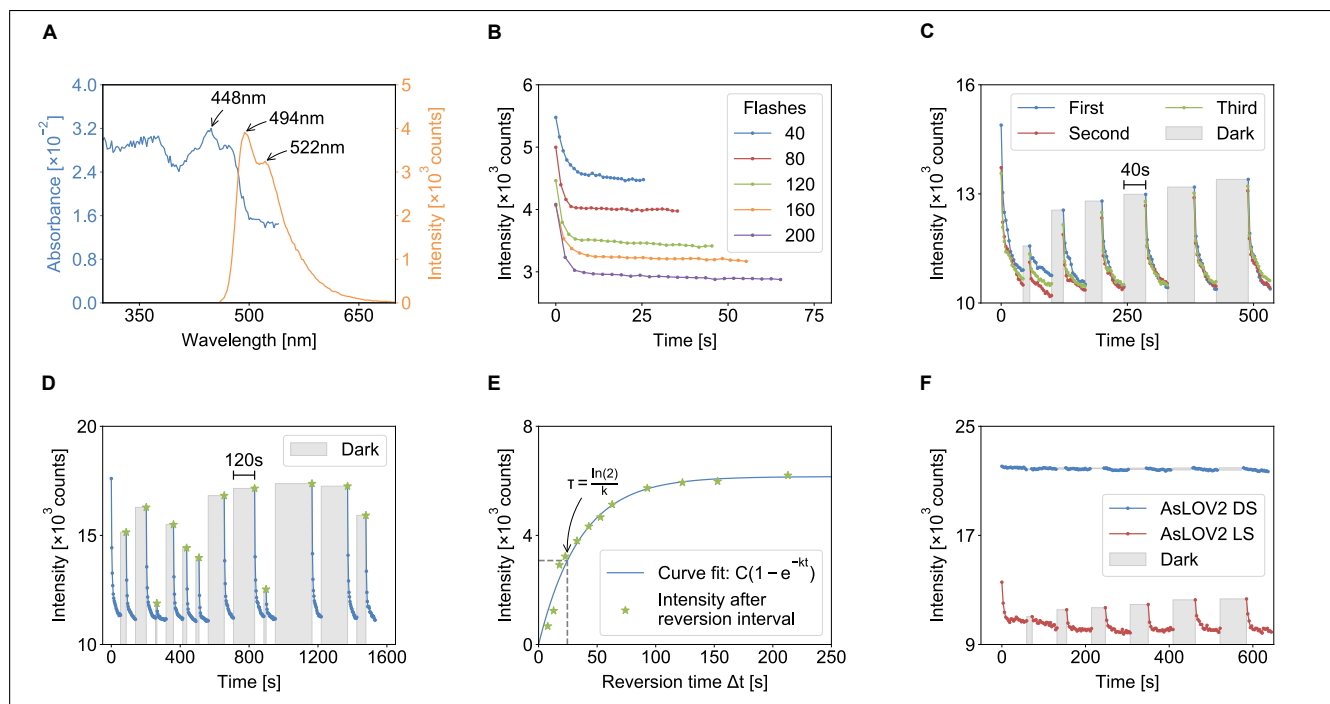 A
Absorbance [×10⁻²]
4.0
3.2
2.4
1.6
0.8
0.0
448nm
494nm
522nm
5
4
3
2
1
0
Intensity [×10³ counts]
350
500
650
Wavelength [nm]
B
Intensity [×10³ counts]
6
5
4
3
Flashes
40
80
120
160
200
0
25
50
75
Time [s]
C
Intensity [×10³ counts]
16
13
10
First
Third
Second
Dark
40s
0
250
500
Time [s]
D
Intensity [×10³ counts]
20
15
10
Dark
120s
0
400
800
1200
1600
Time [s]
E
Intensity [×10³ counts]
8
6
4
2
0
τ = ln(2)/k
Curve fit: C(1 − e⁻ᵏᵗ)
Intensity after
reversion interval
0
50
100
150
200
250
Reversion time Δt [s]
F
Intensity [×10³ counts]
25
17
9
AsLOV2 DS
AsLOV2 LS
Dark
0
200
400
600
Time [s]